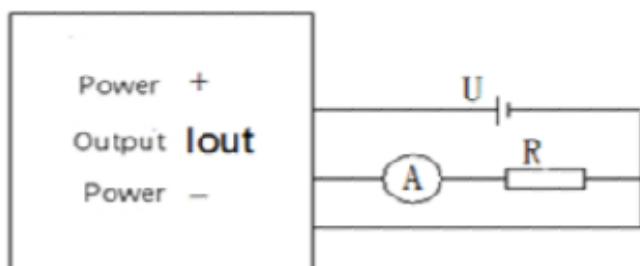 Power +
U
Output Iout
R
A
Power −